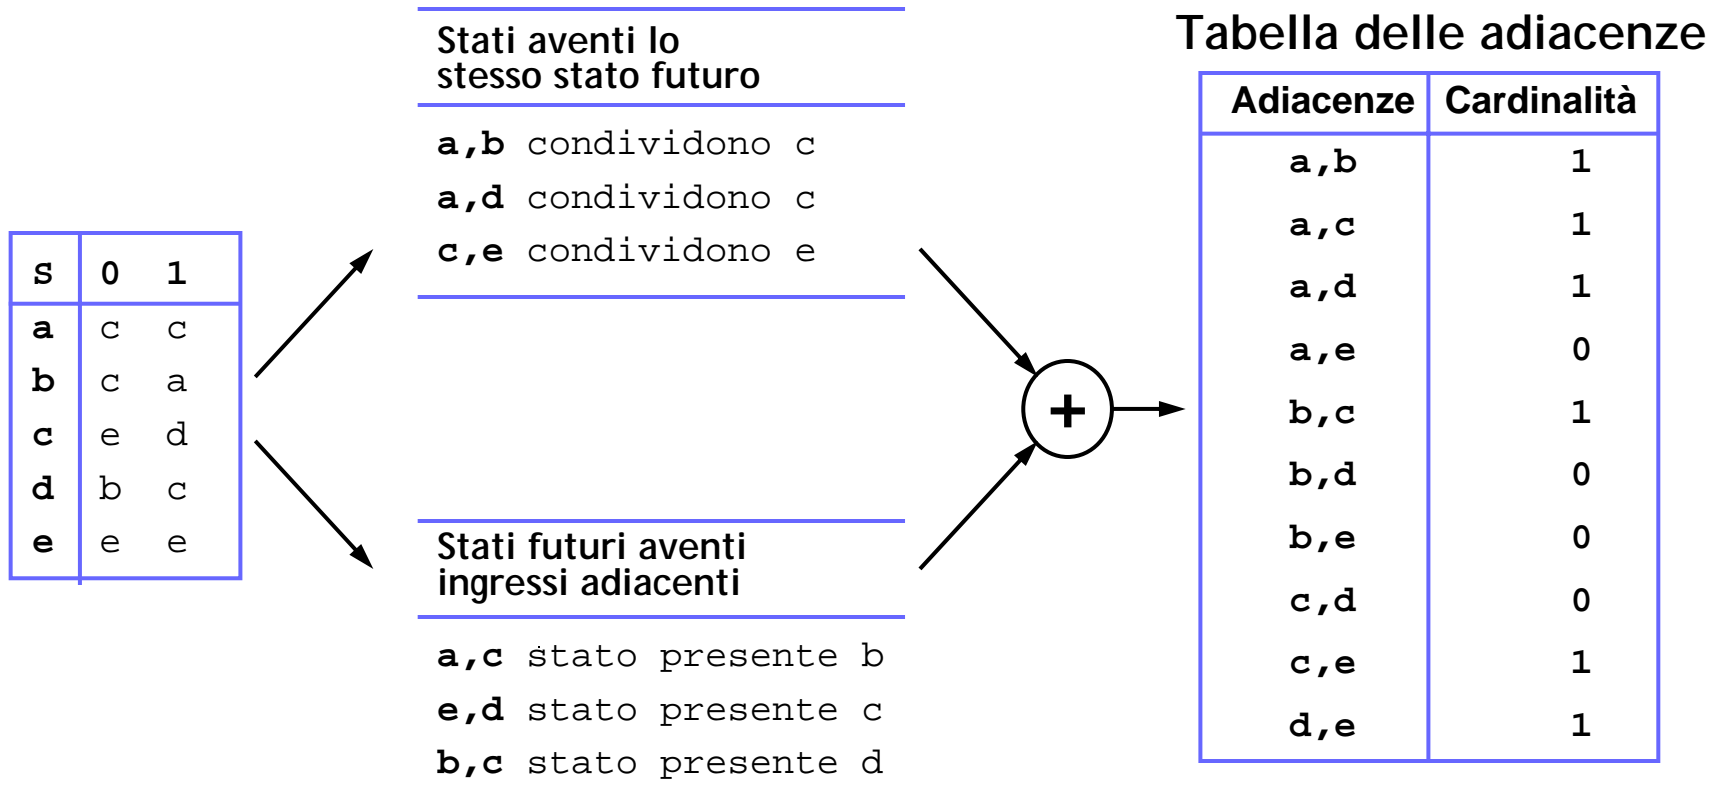 Stati aventi lo
stesso stato futuro
a,b condividono c
a,d condividono c
c,e condividono e
S 0 1
a c c
b c a
c e d
d b c
e e e
Stati futuri aventi
ingressi adiacenti
a,c stato presente b
e,d stato presente c
b,c stato presente d
+
Tabella delle adiacenze
Adiacenze Cardinalità
a,b 1
a,c 1
a,d 1
a,e 0
b,c 1
b,d 0
b,e 0
c,d 0
c,e 1
d,e 1